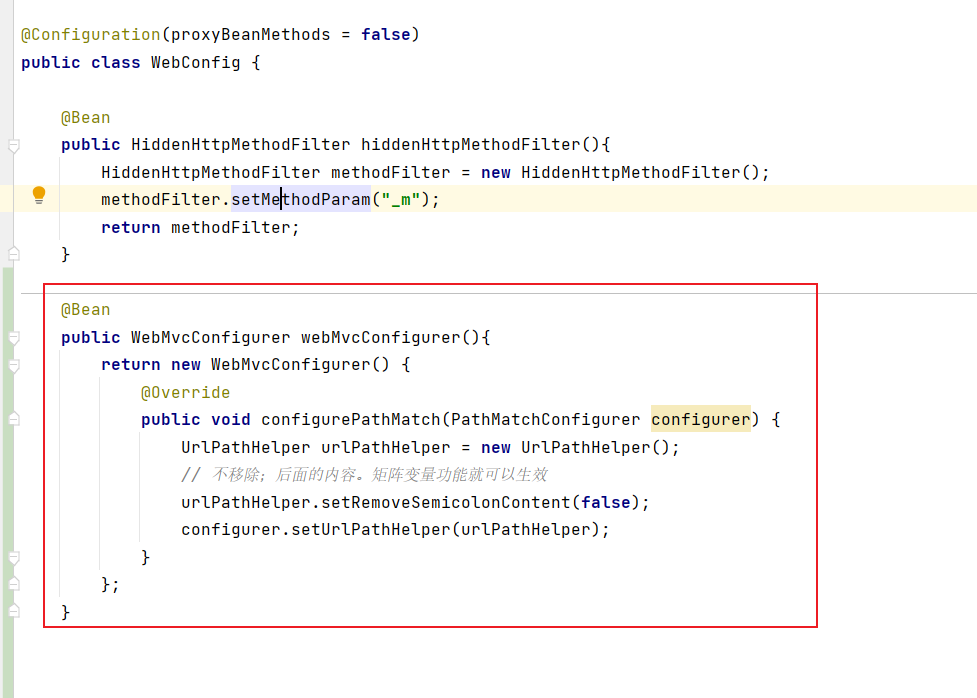 @Configuration(proxyBeanMethods = false)
public class WebConfig {
@Bean
public HiddenHttpMethodFilter hiddenHttpMethodFilter(){
HiddenHttpMethodFilter methodFilter = new HiddenHttpMethodFilter();
methodFilter.setMethodParam("_m");
return methodFilter;
}
@Bean
public WebMvcConfigurer webMvcConfigurer(){
return new WebMvcConfigurer() {
@Override
public void configurePathMatch(PathMatchConfigurer configurer) {
UrlPathHelper urlPathHelper = new UrlPathHelper();
// 不移除；后面的内容。矩阵变量功能就可以生效
urlPathHelper.setRemoveSemicolonContent(false);
configurer.setUrlPathHelper(urlPathHelper);
}
};
}